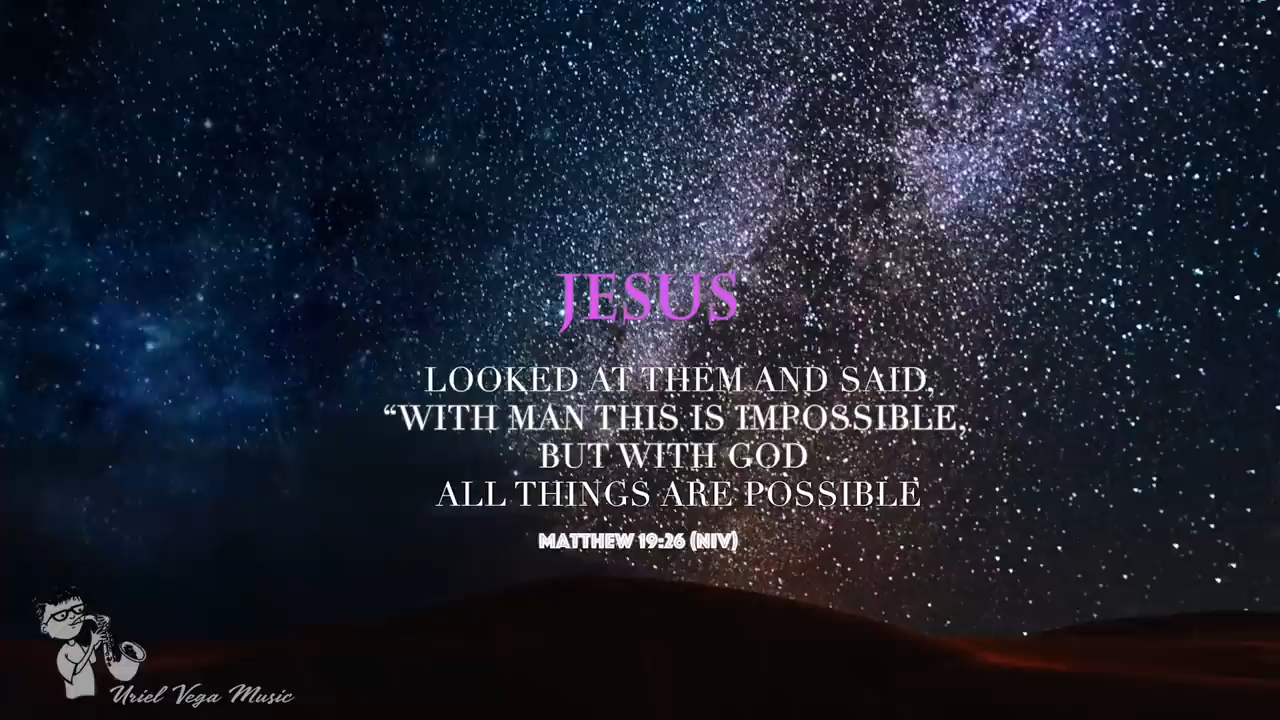 JESUS
LOOKED AT THEM AND SAID,
“WITH MAN THIS IS IMPOSSIBLE,
BUT WITH GOD
ALL THINGS ARE POSSIBLE
MATTHEW 19:26 (NIV)
Uriel Vega Music